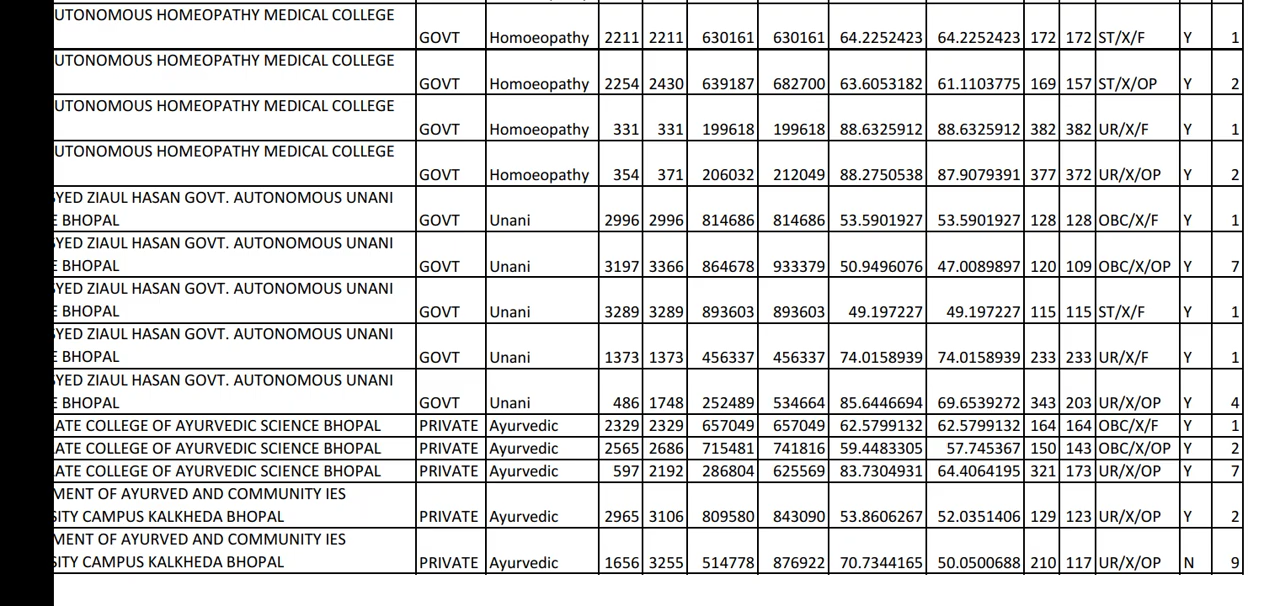 UTONOMOUS HOMEOPATHY MEDICAL COLLEGE
GOVT Homoeopathy 2211 2211 630161 630161 64.2252423 64.2252423 172 172 ST/X/F Y 1
UTONOMOUS HOMEOPATHY MEDICAL COLLEGE
GOVT Homoeopathy 2254 2430 639187 682700 63.6053182 61.1103775 169 157 ST/X/OP Y 2
UTONOMOUS HOMEOPATHY MEDICAL COLLEGE
GOVT Homoeopathy 331 331 199618 199618 88.6325912 88.6325912 382 382 UR/X/F Y 1
UTONOMOUS HOMEOPATHY MEDICAL COLLEGE
GOVT Homoeopathy 354 371 206032 212049 88.2750538 87.9079391 377 372 UR/X/OP Y 2
SYED ZIAUL HASAN GOVT. AUTONOMOUS UNANI
E BHOPAL GOVT Unani 2996 2996 814686 814686 53.5901927 53.5901927 128 128 OBC/X/F Y 1
SYED ZIAUL HASAN GOVT. AUTONOMOUS UNANI
E BHOPAL GOVT Unani 3197 3366 864678 933379 50.9496076 47.0089897 120 109 OBC/X/OP Y 7
SYED ZIAUL HASAN GOVT. AUTONOMOUS UNANI
E BHOPAL GOVT Unani 3289 3289 893603 893603 49.197227 49.197227 115 115 ST/X/F Y 1
SYED ZIAUL HASAN GOVT. AUTONOMOUS UNANI
E BHOPAL GOVT Unani 1373 1373 456337 456337 74.0158939 74.0158939 233 233 UR/X/F Y 1
SYED ZIAUL HASAN GOVT. AUTONOMOUS UNANI
E BHOPAL GOVT Unani 486 1748 252489 534664 85.6446694 69.6539272 343 203 UR/X/OP Y 4
ATE COLLEGE OF AYURVEDIC SCIENCE BHOPAL PRIVATE Ayurvedic 2329 2329 657049 657049 62.5799132 62.5799132 164 164 OBC/X/F Y 1
ATE COLLEGE OF AYURVEDIC SCIENCE BHOPAL PRIVATE Ayurvedic 2565 2686 715481 741816 59.4483305 57.745367 150 143 OBC/X/OP Y 2
ATE COLLEGE OF AYURVEDIC SCIENCE BHOPAL PRIVATE Ayurvedic 597 2192 286804 625569 83.7304931 64.4064195 321 173 UR/X/OP Y 7
MENT OF AYURVED AND COMMUNITY IES
SITY CAMPUS KALKHEDA BHOPAL PRIVATE Ayurvedic 2965 3106 809580 843090 53.8606267 52.0351406 129 123 UR/X/OP Y 2
MENT OF AYURVED AND COMMUNITY IES
SITY CAMPUS KALKHEDA BHOPAL PRIVATE Ayurvedic 1656 3255 514778 876922 70.7344165 50.0500688 210 117 UR/X/OP N 9